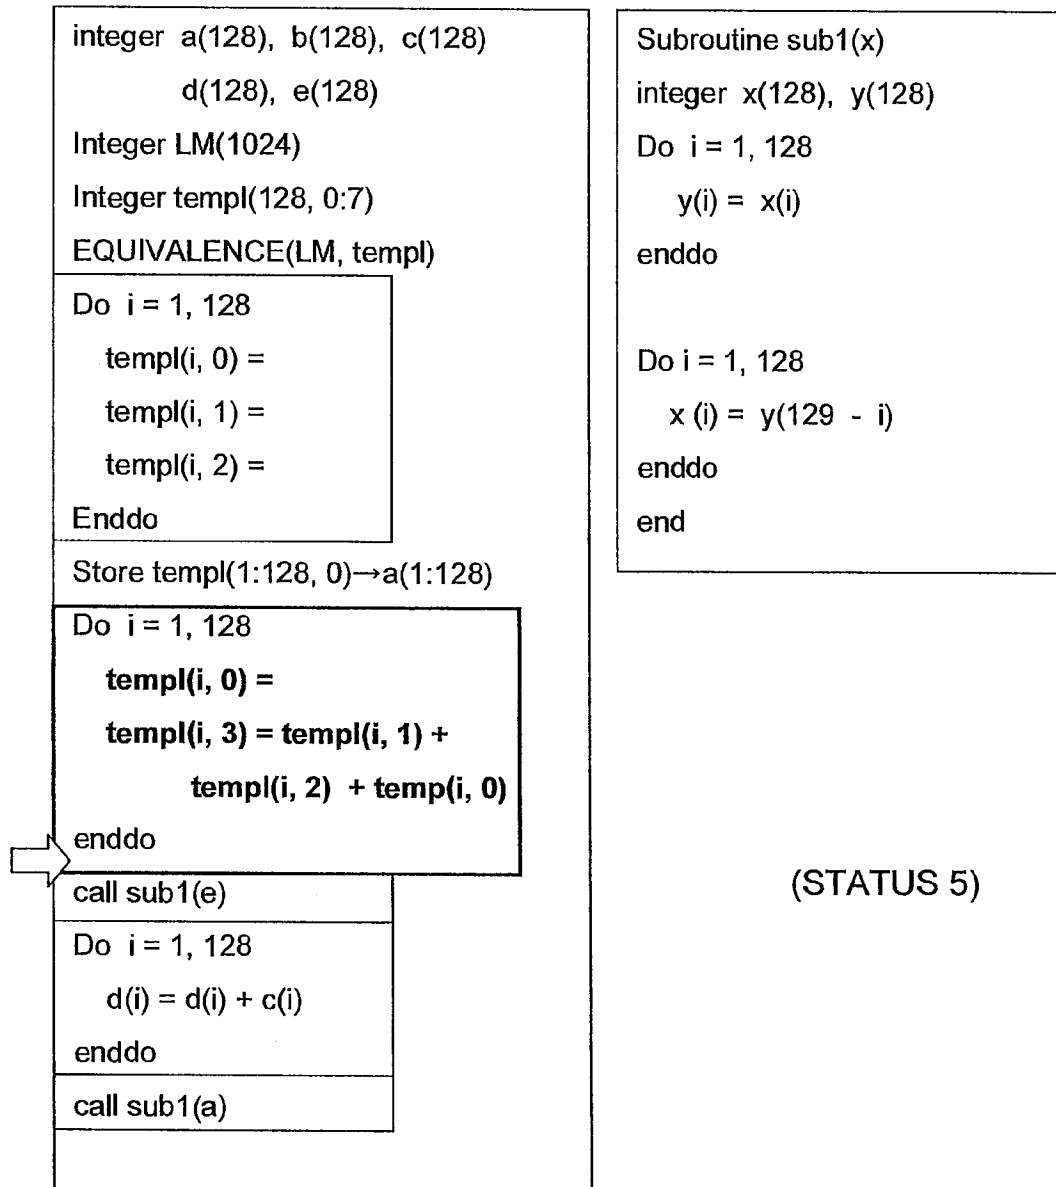 integer a(128), b(128), c(128)
d(128), e(128)
Integer LM(1024)
Integer templ(128, 0:7)
EQUIVALENCE(LM, templ)
Do i = 1, 128
templ(i, 0) =
templ(i, 1) =
templ(i, 2) =
Enddo
Store templ(1:128, 0)→a(1:128)
Do i = 1, 128
templ(i, 0) =
templ(i, 3) = templ(i, 1) +
templ(i, 2) + temp(i, 0)
enddo
call sub1(e)
Do i = 1, 128
d(i) = d(i) + c(i)
enddo
call sub1(a)
Subroutine sub1(x)
integer x(128), y(128)
Do i = 1, 128
y(i) = x(i)
enddo
Do i = 1, 128
x (i) = y(129 - i)
enddo
end
(STATUS 5)